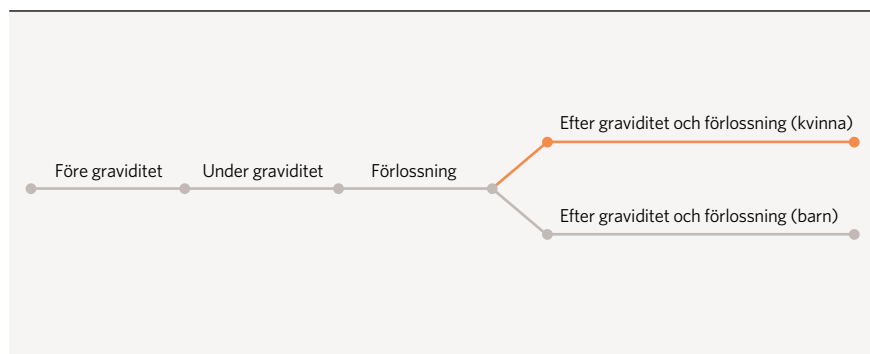 Före graviditet
Under graviditet
Förlossning
Efter graviditet och förlossning (kvinna)
Efter graviditet och förlossning (barn)